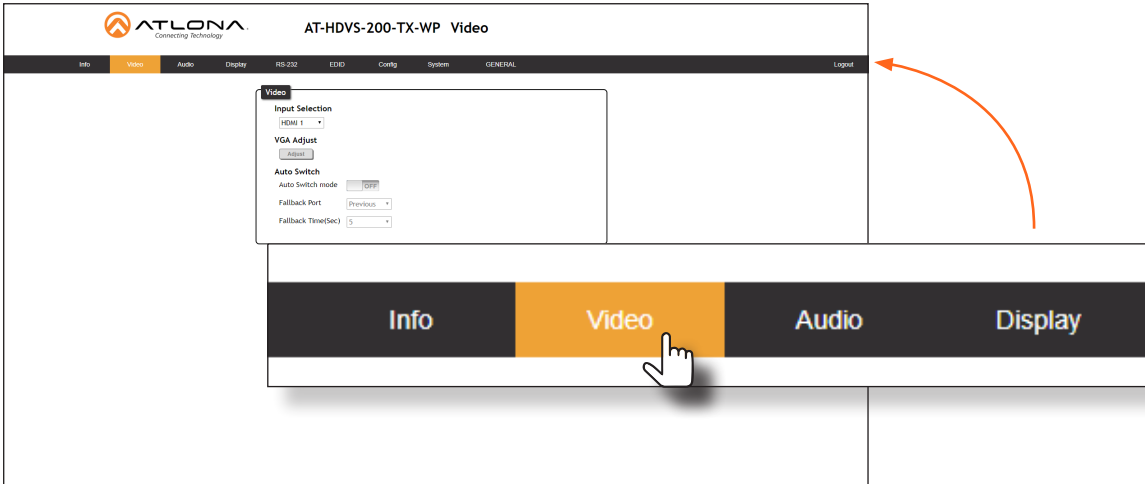 ATLONA.
Connecting Technology
AT-HDVS-200-TX-WP Video
Info Video Audio Display RS-232 EDID Config System GENERAL Logout
Video
Input Selection
HDMI 1
VGA Adjust
Adjust
Auto Switch
Auto Switch mode OFF
Fallback Port Previous
Fallback Time(Sec) 5
Info Video Audio Display